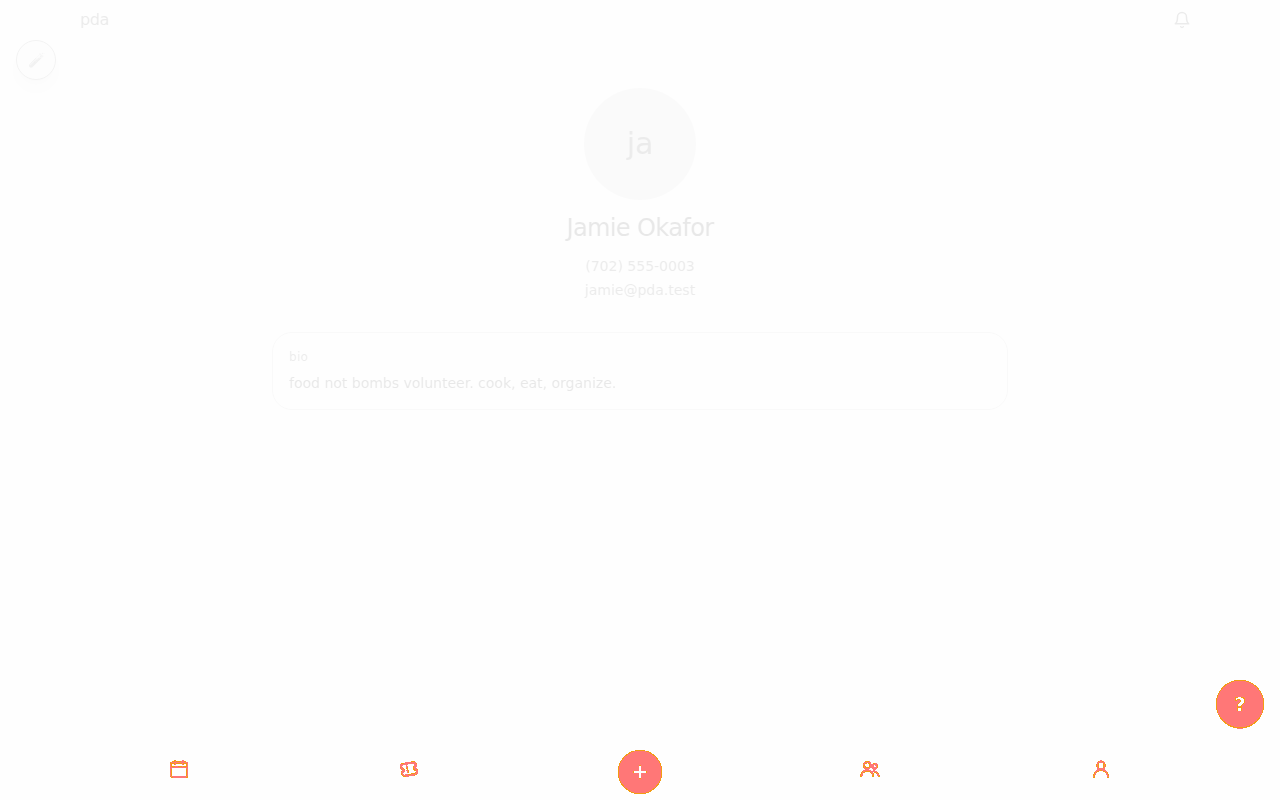 pda
ja
Jamie Okafor
(702) 555-0003
jamie@pda.test
bio
food not bombs volunteer. cook, eat, organize.
?
+